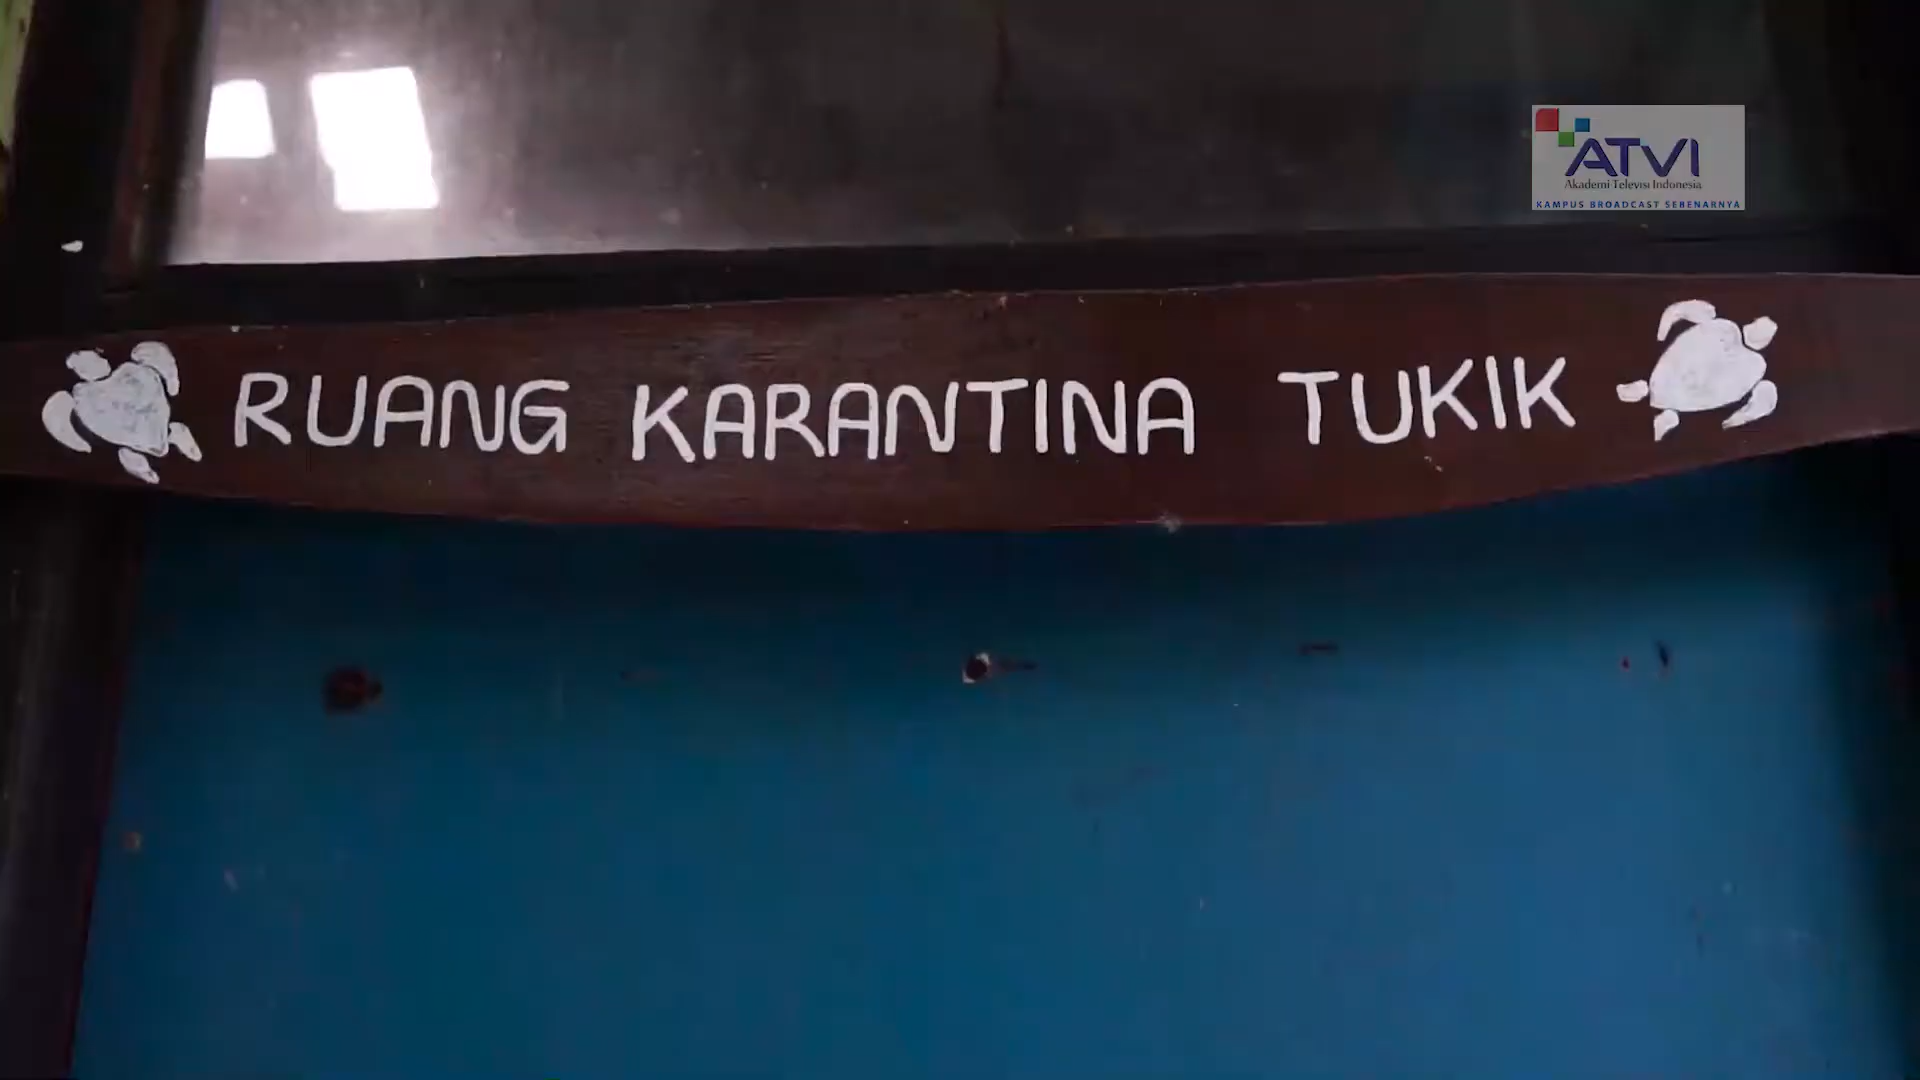 ATVI
Akademi Televisi Indonesia
KAMPUS BROADCAST SEBENARNYA
RUANG KARANTINA TUKIK